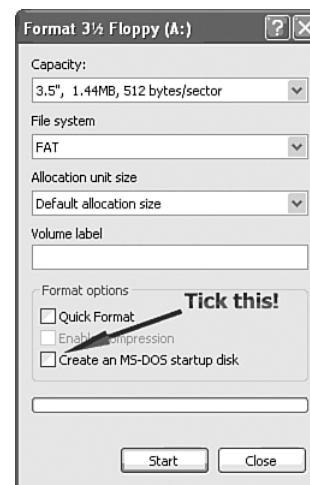 Format 3½ Floppy (A:)
Capacity:
3.5", 1.44MB, 512 bytes/sector
File system
FAT
Allocation unit size
Default allocation size
Volume label
Format options
Tick this!
Quick Format
Enable compression
Create an MS-DOS startup disk
Start
Close